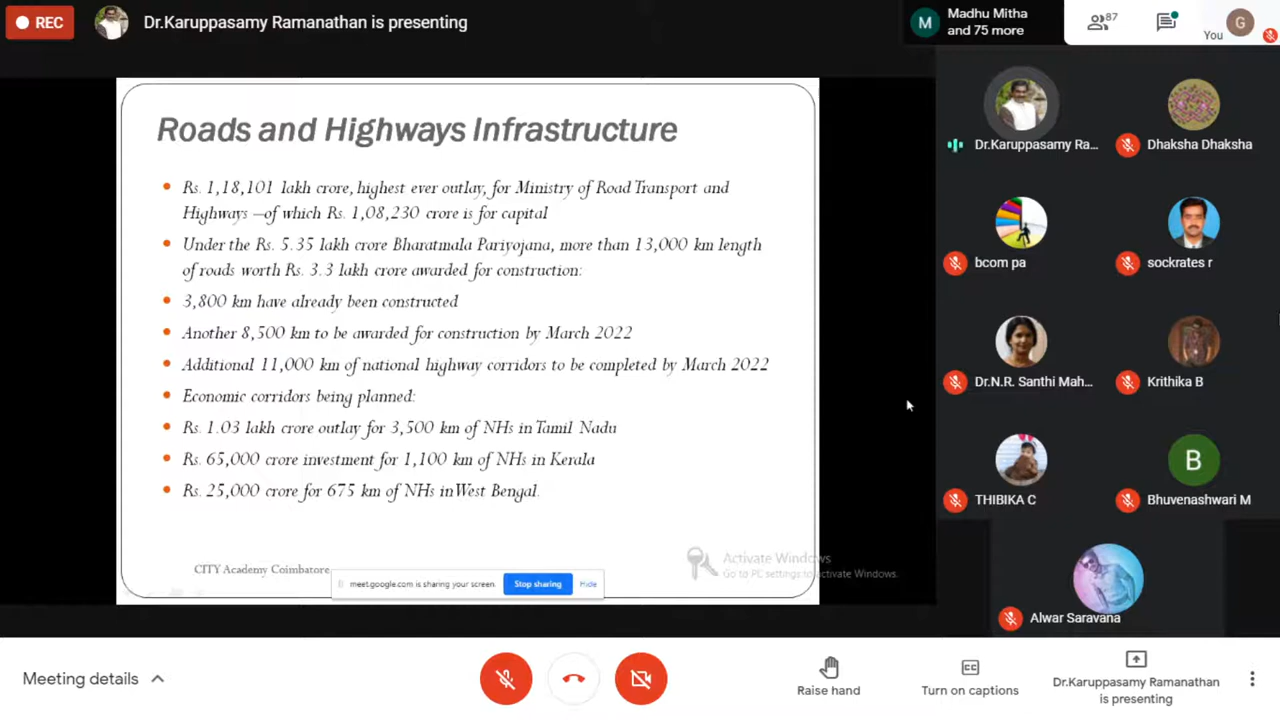 REC
Dr.Karuppasamy Ramanathan is presenting
M
Madhu Mitha
and 75 more
87
You
G
Roads and Highways Infrastructure
Rs. 1,18,101 lakh crore, highest ever outlay, for Ministry of Road Transport and
Highways –of which Rs. 1,08,230 crore is for capital
Under the Rs. 5.35 lakh crore Bharatmala Pariyojana, more than 13,000 km length
of roads worth Rs. 3.3 lakh crore awarded for construction:
3,800 km have already been constructed
Another 8,500 km to be awarded for construction by March 2022
Additional 11,000 km of national highway corridors to be completed by March 2022
Economic corridors being planned:
Rs. 1.03 lakh crore outlay for 3,500 km of NHs in Tamil Nadu
Rs. 65,000 crore investment for 1,100 km of NHs in Kerala
Rs. 25,000 crore for 675 km of NHs in West Bengal.
CITY Academy Coimbatore
meet.google.com is sharing your screen.
Stop sharing
Hide
Activate Windows
Go to PC settings to activate Windows.
Dr.Karuppasamy Ra...
Dhaksha Dhaksha
bcom pa
sockrates r
Dr.N.R. Santhi Mah...
Krithika B
THIBIKA C
B
Bhuvenashwari M
Alwar Saravana
Meeting details
Raise hand
CC
Turn on captions
Dr.Karuppasamy Ramanathan
is presenting